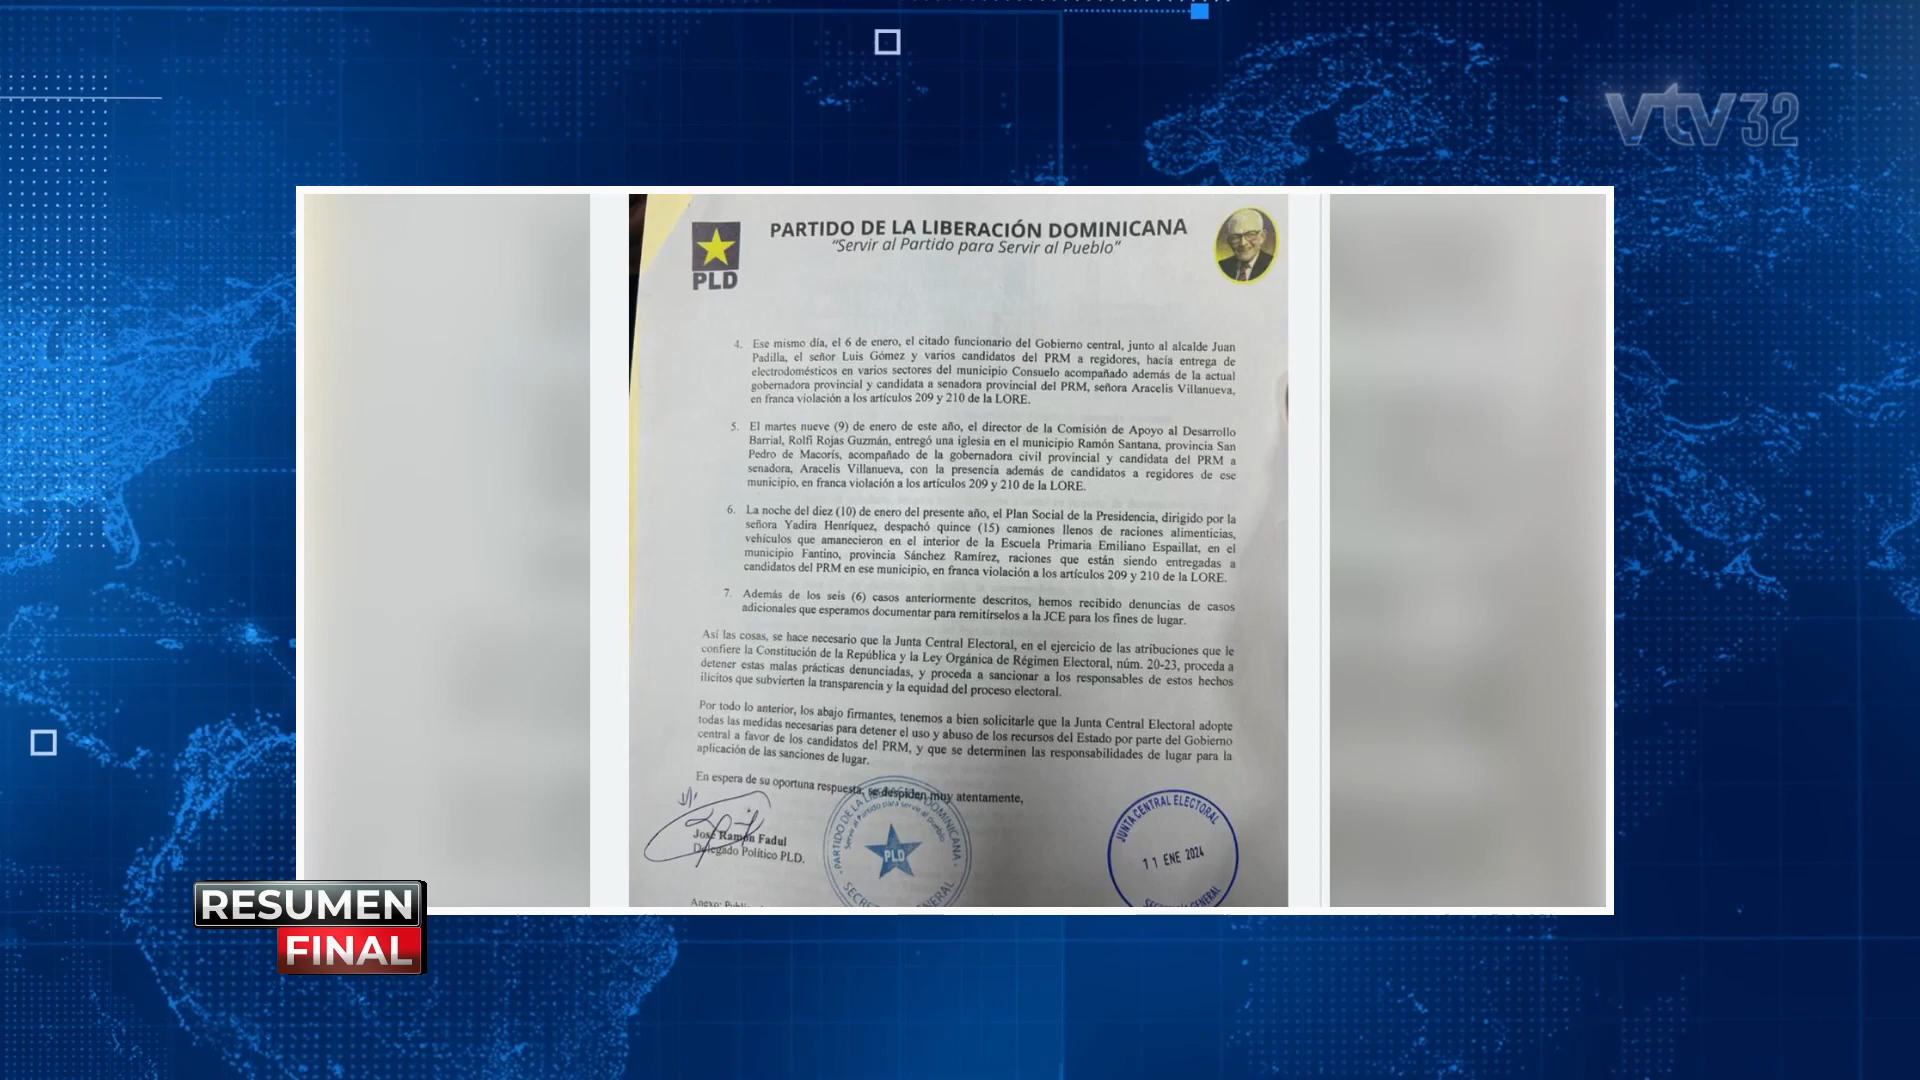 vtv32
PARTIDO DE LA LIBERACIÓN DOMINICANA
"Servir al Partido para Servir al Pueblo"
PLD
4. Ese mismo día, el 6 de enero, el citado funcionario del Gobierno central, junto al alcalde Juan
Padilla, el señor Luis Gómez y varios candidatos del PRM a regidores, hacía entrega de
electrodomésticos en varios sectores del municipio Consuelo acompañado además de la actual
gobernadora provincial y candidata a senadora provincial del PRM, señora Aracelis Villanueva,
en franca violación a los artículos 209 y 210 de la LORE.
5. El martes nueve (9) de enero de este año, el director de la Comisión de Apoyo al Desarrollo
Barrial, Rolfi Rojas Guzmán, entregó una iglesia en el municipio Ramón Santana, provincia San
Pedro de Macorís, acompañado de la gobernadora civil provincial y candidata del PRM a
senadora, Aracelis Villanueva, con la presencia además de candidatos a regidores de ese
municipio, en franca violación a los artículos 209 y 210 de la LORE.
6. La noche del diez (10) de enero del presente año, el Plan Social de la Presidencia, dirigido por la
señora Yadira Henríquez, despachó quince (15) camiones llenos de raciones alimenticias,
vehículos que amanecieron en el interior de la Escuela Primaria Emiliano Espaillat, en el
municipio Fantino, provincia Sánchez Ramírez, raciones que están siendo entregadas a
candidatos del PRM en ese municipio, en franca violación a los artículos 209 y 210 de la LORE.
7. Además de los seis (6) casos anteriormente descritos, hemos recibido denuncias de casos
adicionales que esperamos documentar para remitírselos a la JCE para los fines de lugar.
Así las cosas, se hace necesario que la Junta Central Electoral, en el ejercicio de las atribuciones que le
confiere la Constitución de la República y la Ley Orgánica de Régimen Electoral, núm. 20-23, proceda a
detener estas malas prácticas denunciadas, y proceda a sancionar a los responsables de estos hechos
ilícitos que subvierten la transparencia y la equidad del proceso electoral.
Por todo lo anterior, los abajo firmantes, tenemos a bien solicitarle que la Junta Central Electoral adopte
todas las medidas necesarias para detener el uso y abuso de los recursos del Estado por parte del Gobierno
central a favor de los candidatos del PRM, y que se determinen las responsabilidades de lugar para la
aplicación de las sanciones de lugar.
En espera de su oportuna respuesta, se despiden muy atentamente,
José Ramón Fadul
Delegado Político PLD.
PARTIDO DE LA LIBERACIÓN DOMINICANA
Servir al Partido para servir al Pueblo
PLD
JUNTA CENTRAL ELECTORAL
11 ENE 2024
SECRETARÍA GENERAL
Anexo:
RESUMEN
FINAL